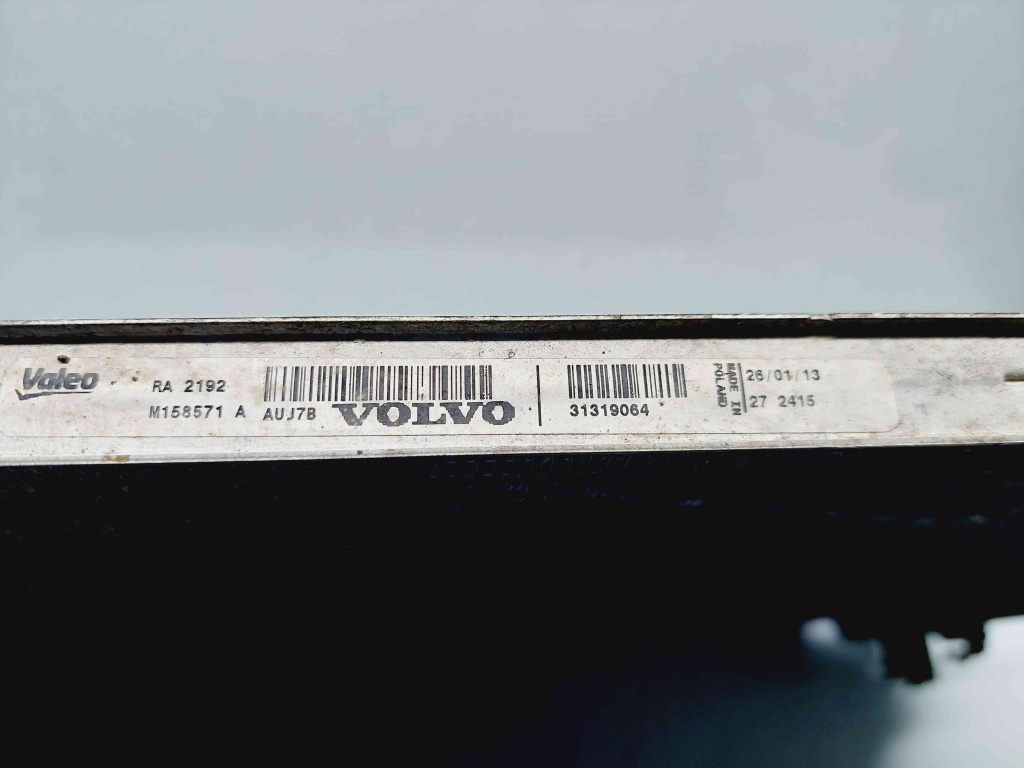 Valeo
RA 2192
M158571 A AUJ7B VOLVO
31319064
MADE IN
POLAND
26/01/13
27 2415